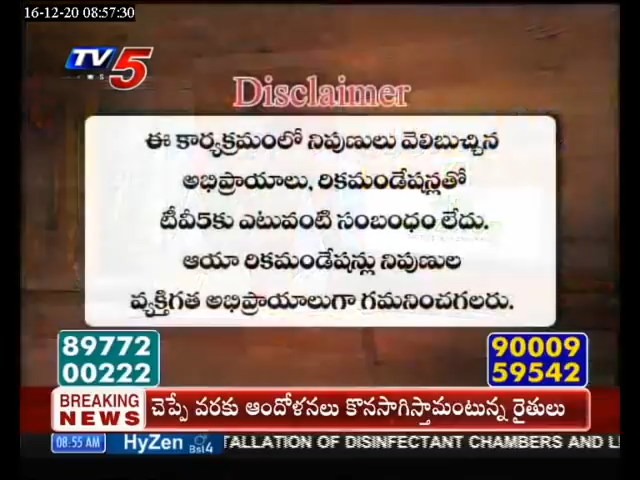 16-12-20 08:57:30
TV5
NEWS
Disclaimer
ఈ కార్యక్రమంలో నిపుణులు వెలిబుచ్చిన
అభిప్రాయాలు, రికమండేషన్లతో
టీవీ5కు ఎటువంటి సంబంధం లేదు.
ఆయా రికమండేషన్లు నిపుణుల
వ్యక్తిగత అభిప్రాయాలుగా గమనించగలరు.
89772
00222
90009
59542
BREAKING
NEWS
చెప్పే వరకు ఆందోళనలు కొనసాగిస్తామంటున్న రైతులు
08:55 AM
HyZen Bsl4
TALLATION OF DISINFECTANT CHAMBERS AND L